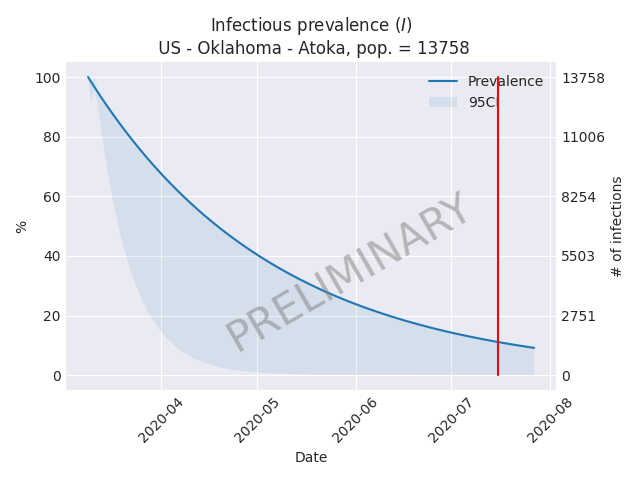 Infectious prevalence (I)
US - Oklahoma - Atoka, pop. = 13758
Prevalence
95CI
100
80
60
40
20
0
%
13758
11006
8254
5503
2751
0
# of infections
PRELIMINARY
2020-04
2020-05
2020-06
2020-07
2020-08
Date